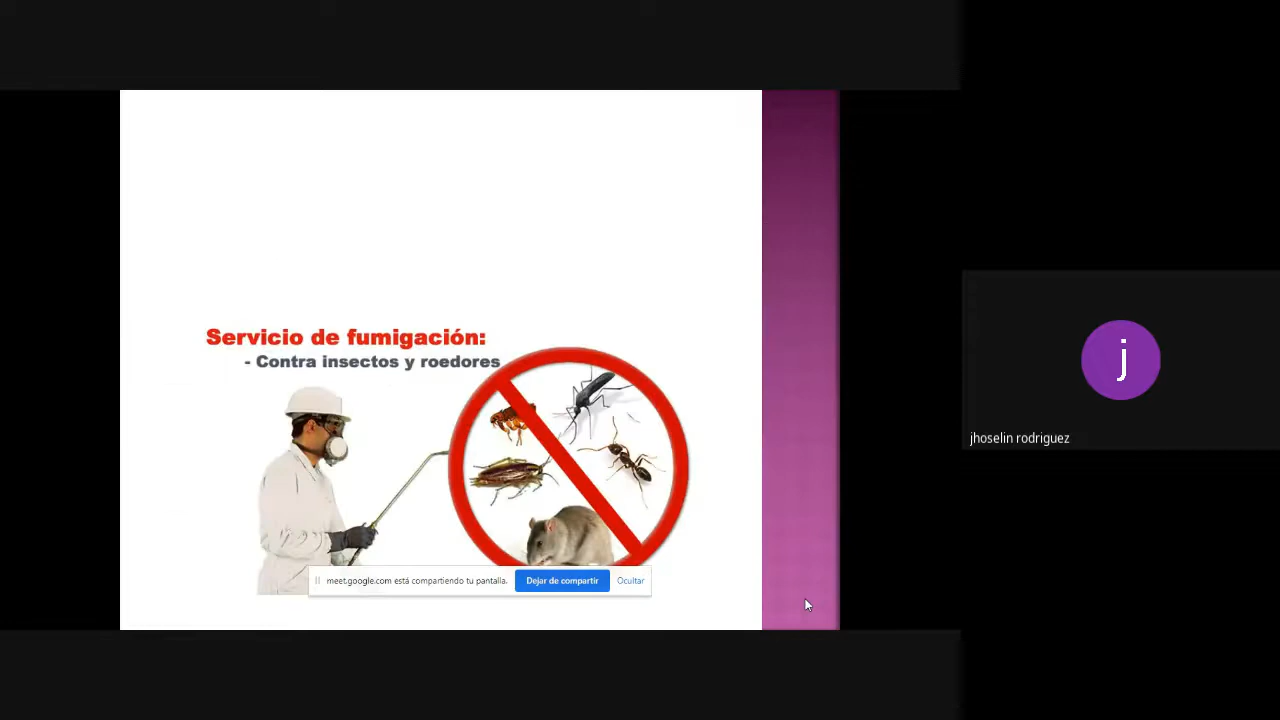 Servicio de fumigación:
- Contra insectos y roedores
j
jhoselin rodriguez
meet.google.com está compartiendo tu pantalla.
Dejar de compartir
Ocultar